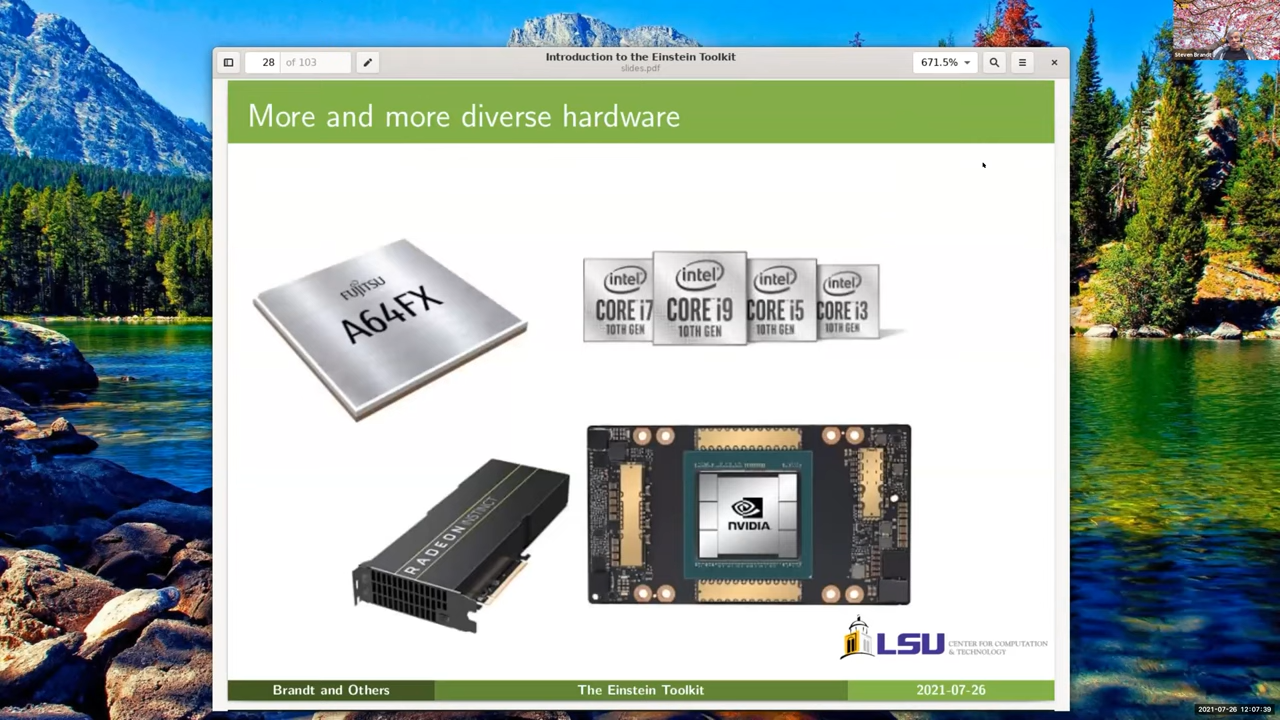 28 of 103
Introduction to the Einstein Toolkit
slides.pdf
671.5%
Steven Brandt
More and more diverse hardware
FUJITSU
A64FX
intel
CORE i7
10TH GEN
intel
CORE i9
10TH GEN
intel
CORE i5
10TH GEN
intel
CORE i3
10TH GEN
RADEON INSTINCT
NVIDIA
LSU CENTER FOR COMPUTATION
& TECHNOLOGY
Brandt and Others
The Einstein Toolkit
2021-07-26
2021-07-26 12:07:39